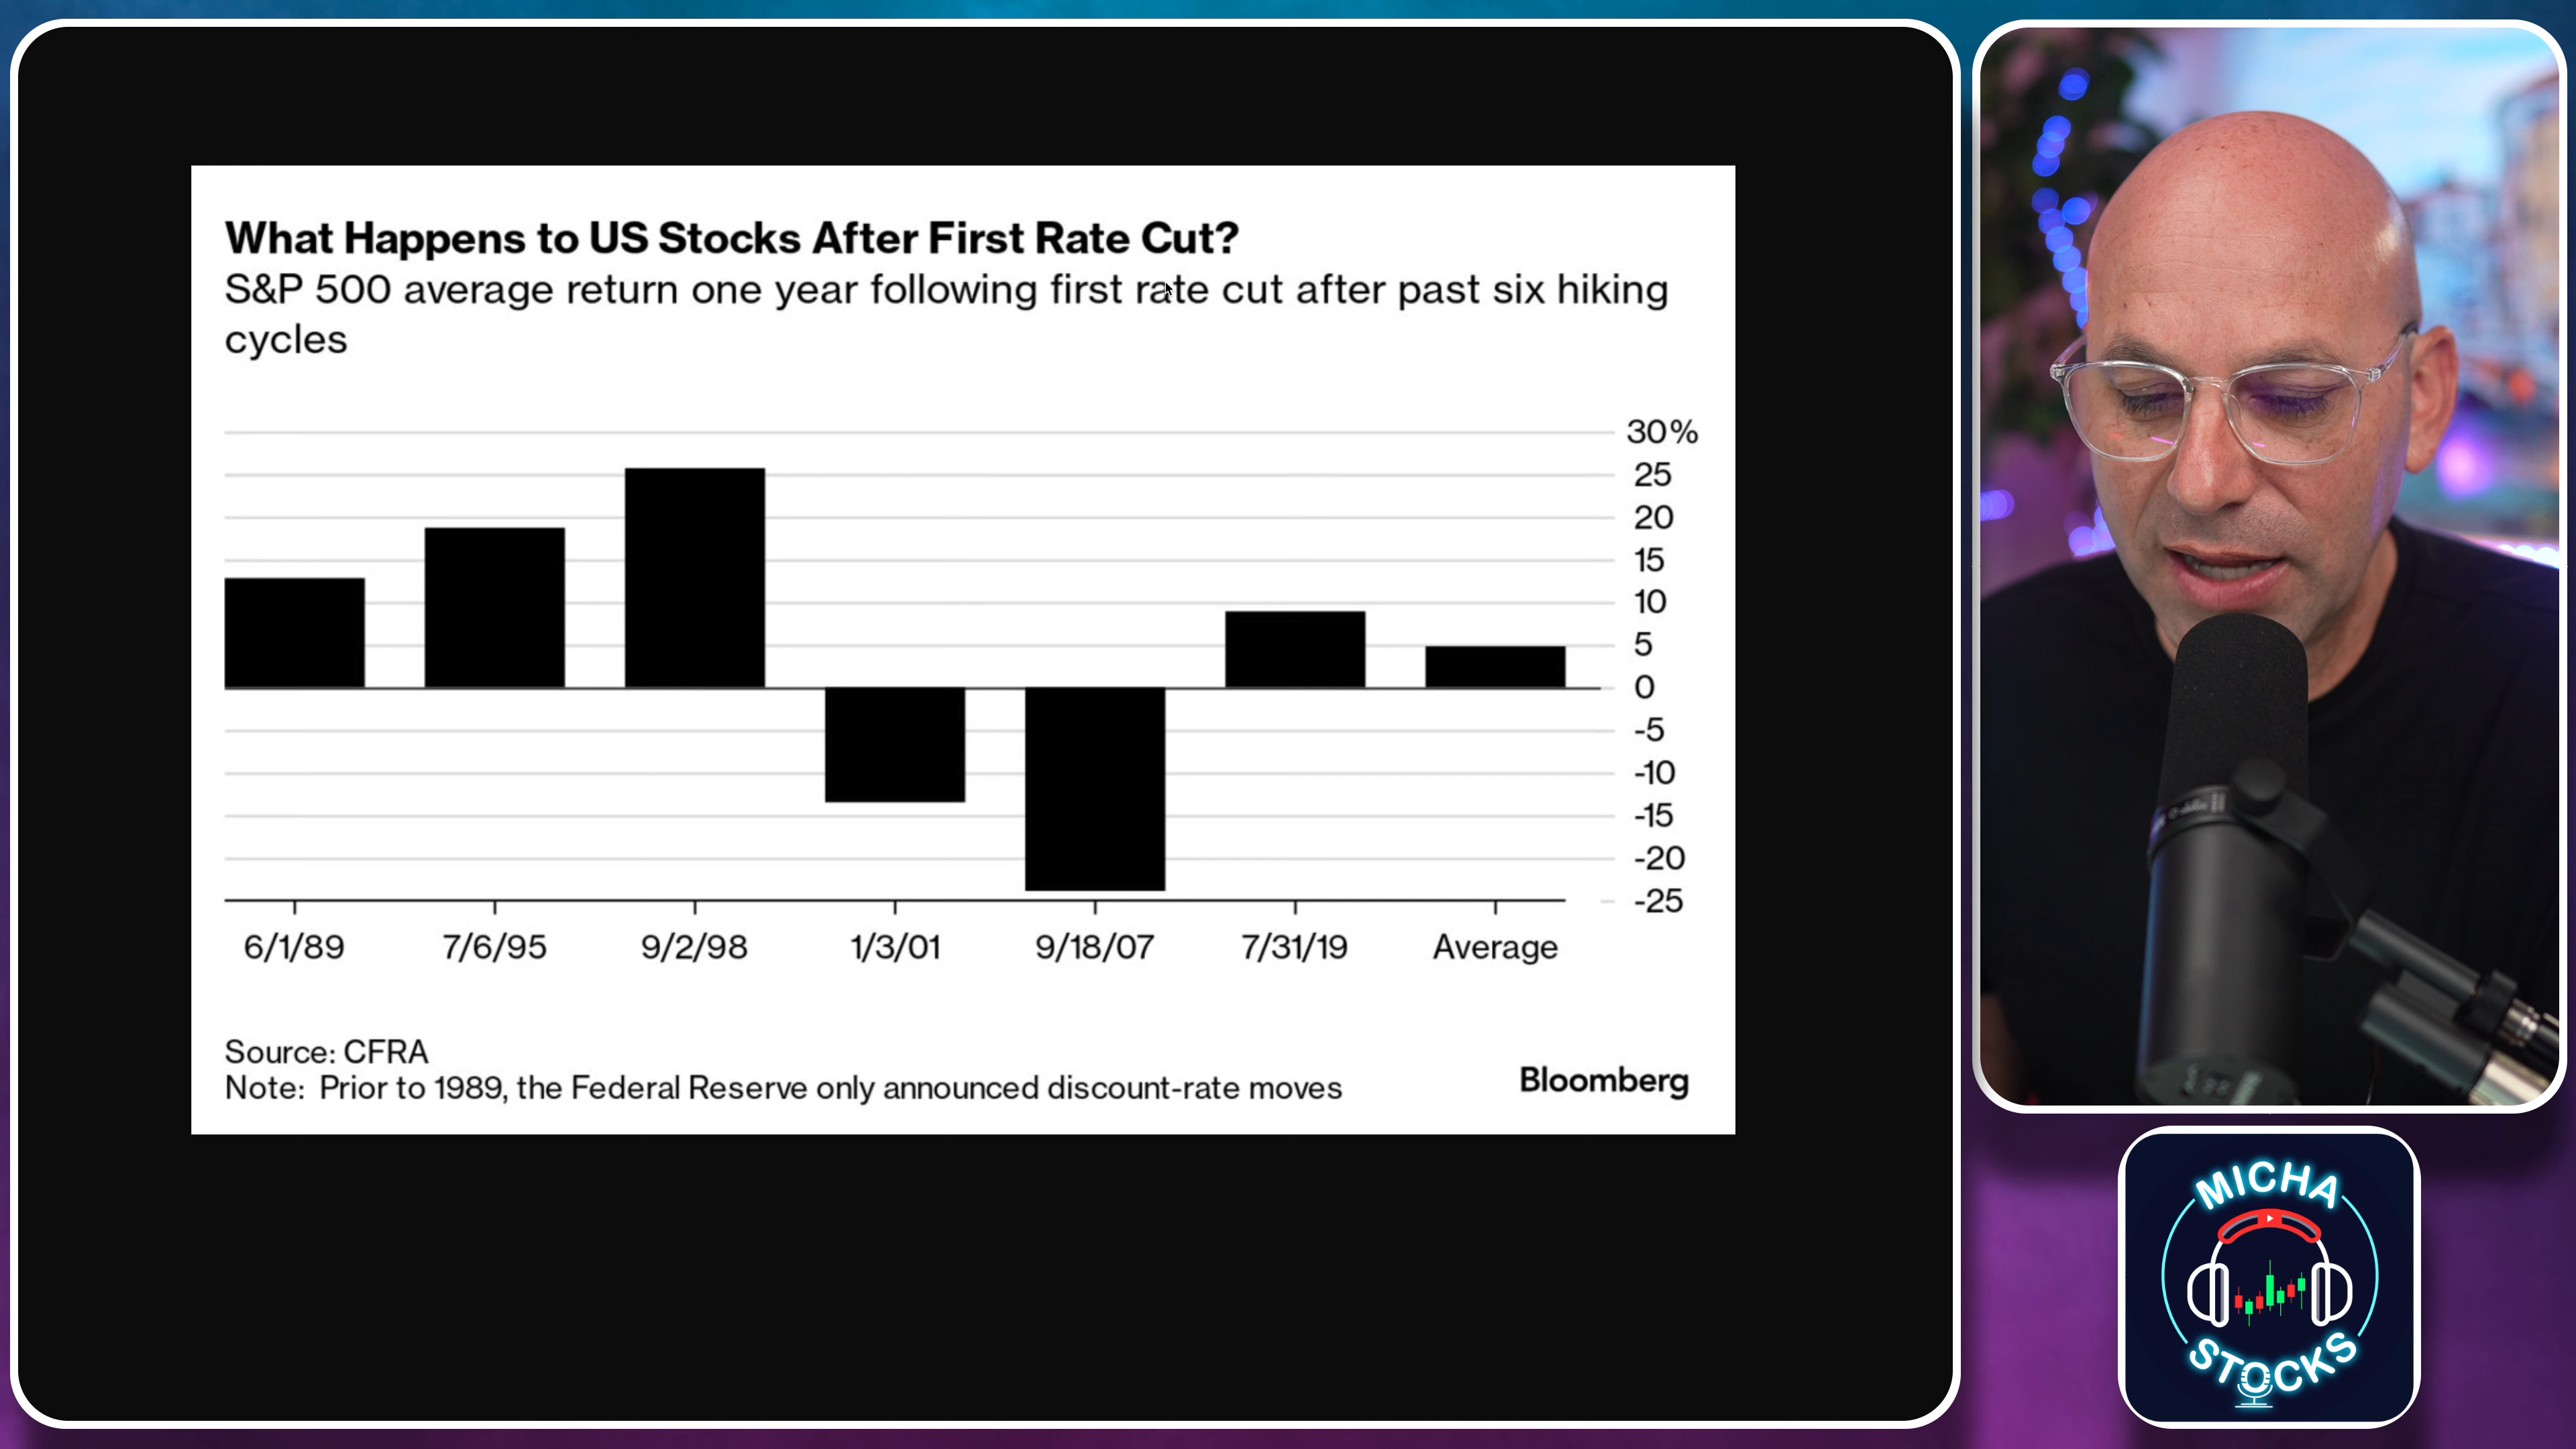 What Happens to US Stocks After First Rate Cut?
S&P 500 average return one year following first rate cut after past six hiking
cycles
30%
25
20
15
10
5
0
-5
-10
-15
-20
-25
6/1/89 7/6/95 9/2/98 1/3/01 9/18/07 7/31/19 Average
Source: CFRA
Note: Prior to 1989, the Federal Reserve only announced discount-rate moves
Bloomberg
MICHA
STOCKS